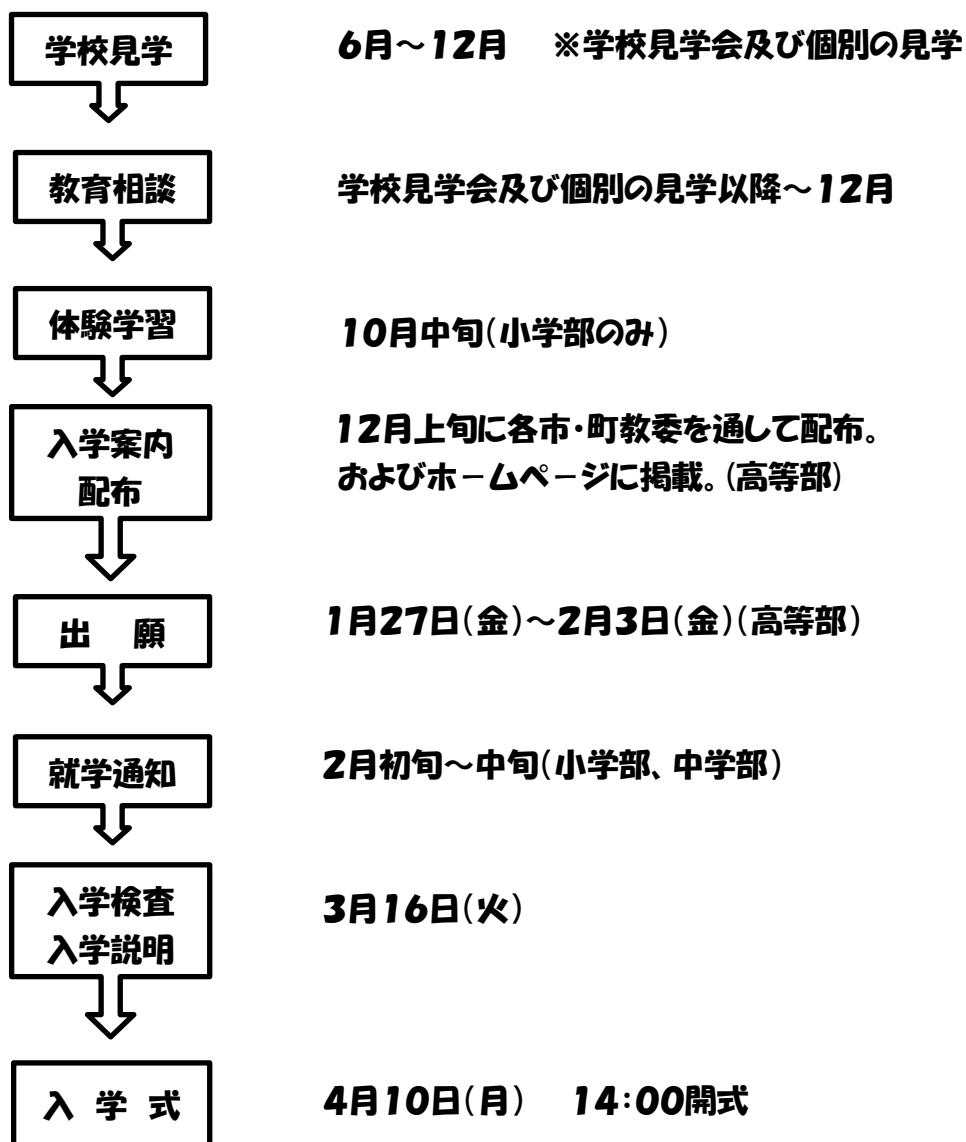 学校見学 6月～12月 ※学校見学会及び個別の見学
教育相談 学校見学会及び個別の見学以降～12月
体験学習 10月中旬(小学部のみ)
入学案内 12月上旬に各市・町教委を通して配布。
配布 およびホームページに掲載。(高等部)
出 願 1月27日(金)～2月3日(金)(高等部)
就学通知 2月初旬～中旬(小学部、中学部)
入学検査
入学説明 3月16日(火)
入 学 式 4月10日(月) 14:00開式